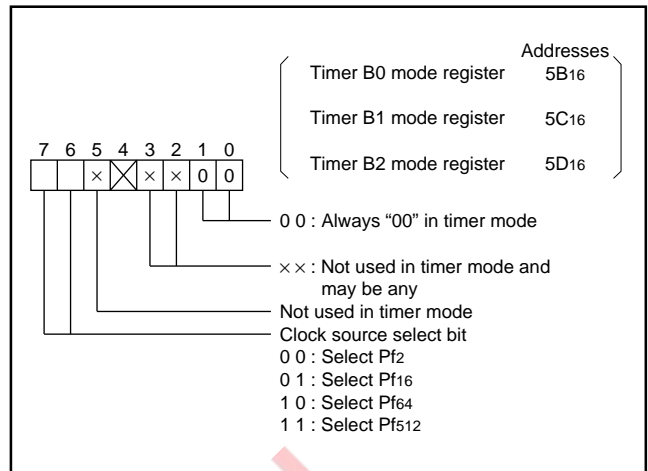 Addresses
Timer B0 mode register 5B16
Timer B1 mode register 5C16
Timer B2 mode register 5D16
7 6 5 4 3 2 1 0
× × × 0 0
0 0 : Always “00” in timer mode
×× : Not used in timer mode and
may be any
Not used in timer mode
Clock source select bit
0 0 : Select Pf2
0 1 : Select Pf16
1 0 : Select Pf64
1 1 : Select Pf512